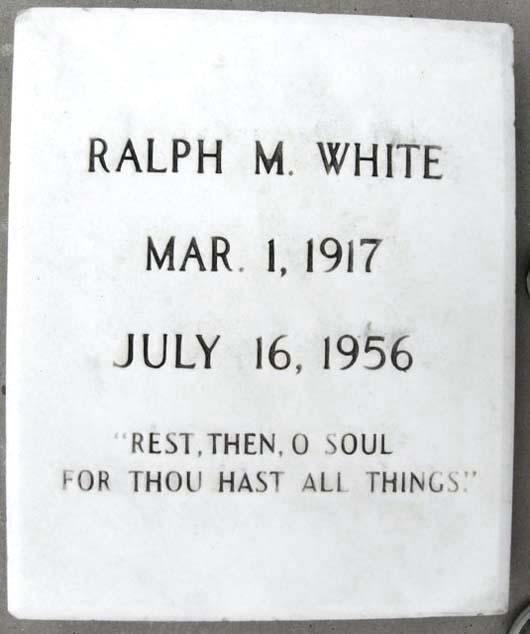 RALPH M. WHITE
MAR. 1, 1917
JULY 16, 1956
"REST, THEN, O SOUL
FOR THOU HAST ALL THINGS."